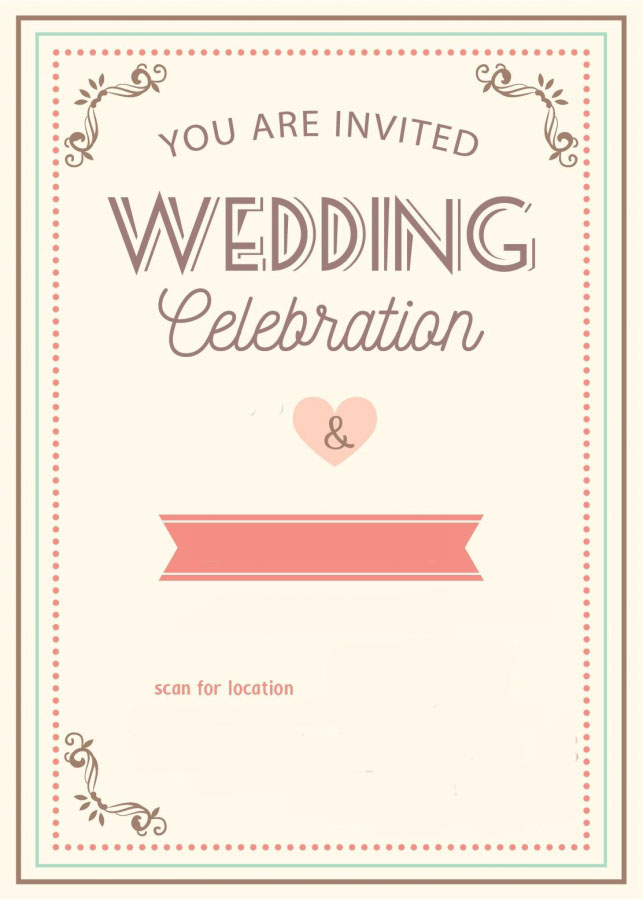 YOU ARE INVITED
WEDDING
Celebration
&
scan for location